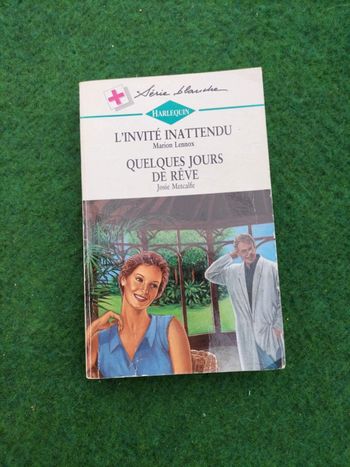 Série blanche
HARLEQUIN
L'INVITÉ INATTENDU
Marion Lennox
QUELQUES JOURS
DE RÊVE
Josie Metcalfe